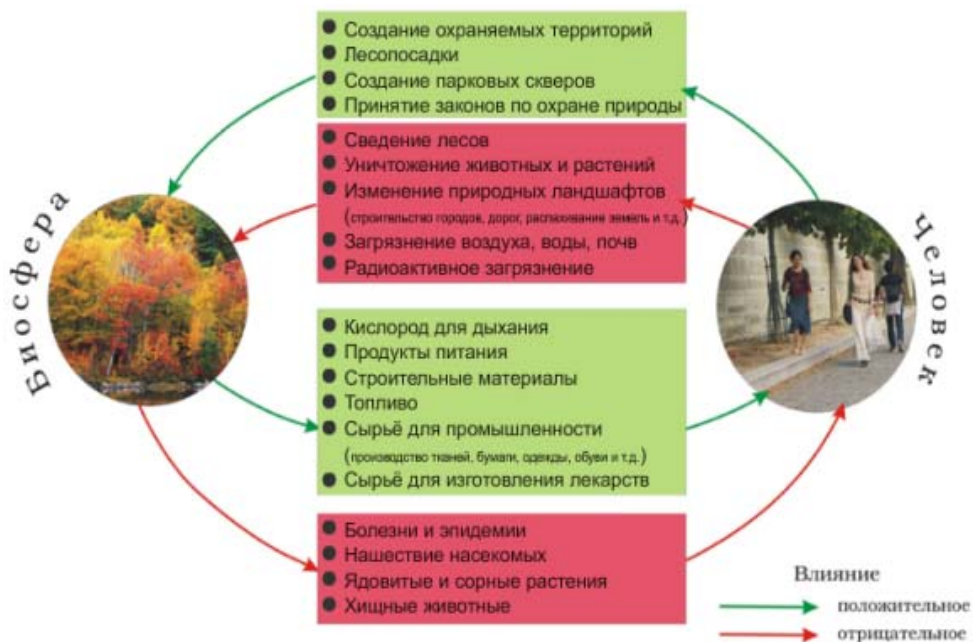 Создание охраняемых территорий
Лесопосадки
Создание парковых скверов
Принятие законов по охране природы
Сведение лесов
Уничтожение животных и растений
Изменение природных ландшафтов
(строительство городов, дорог, распахивание земель и т.д.)
Загрязнение воздуха, воды, почв
Радиоактивное загрязнение
Биосфера
Человек
Кислород для дыхания
Продукты питания
Строительные материалы
Топливо
Сырьё для промышленности
(производство тканей, бумаги, одежды, обуви и т.д.)
Сырьё для изготовления лекарств
Болезни и эпидемии
Нашествие насекомых
Ядовитые и сорные растения
Хищные животные
Влияние
положительное
отрицательное